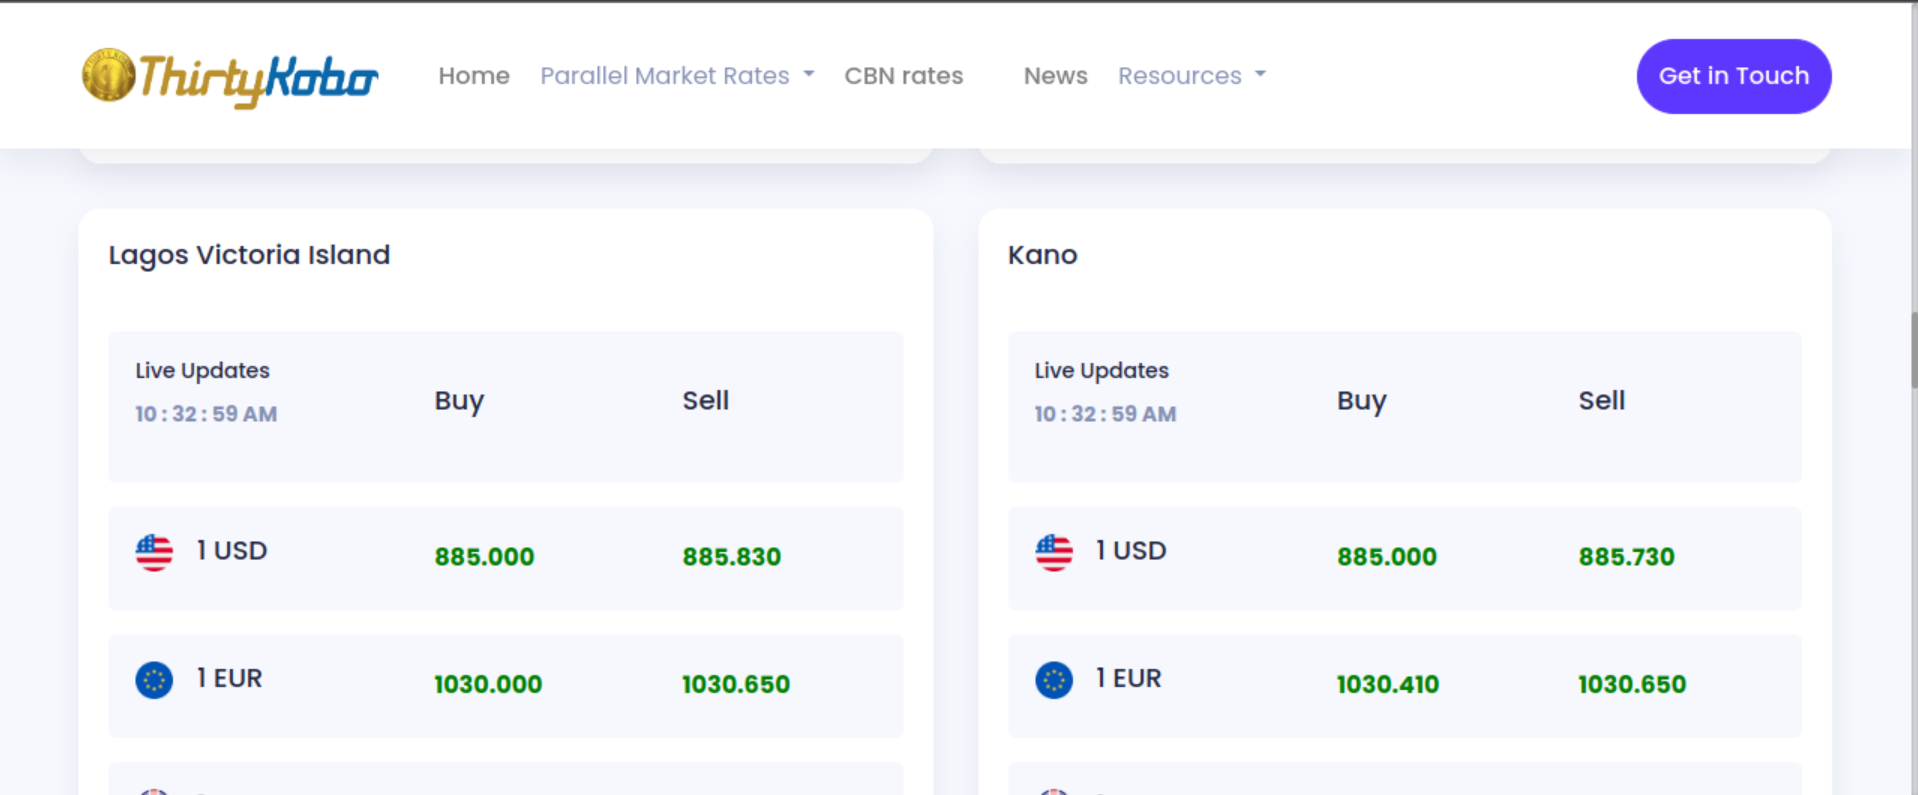 ThirtyKobo Home Parallel Market Rates CBN rates News Resources Get in Touch
Lagos Victoria Island
Live Updates
10 : 32 : 59 AM
Buy Sell
1 USD 885.000 885.830
1 EUR 1030.000 1030.650
Kano
Live Updates
10 : 32 : 59 AM
Buy Sell
1 USD 885.000 885.730
1 EUR 1030.410 1030.650